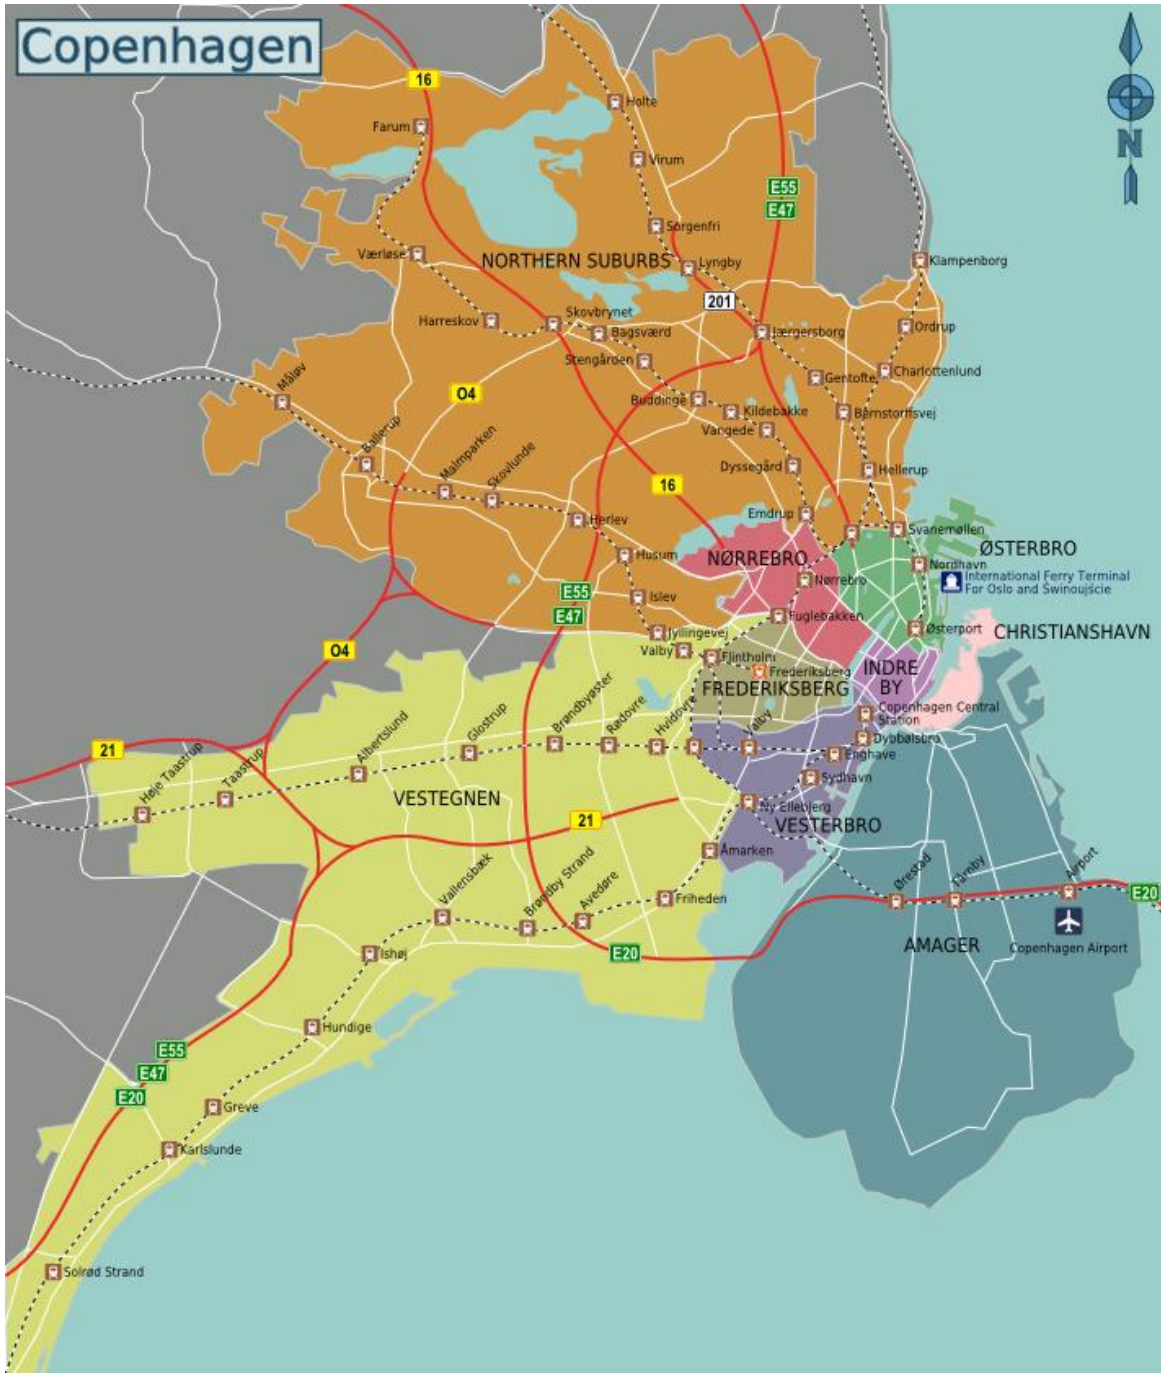 Copenhagen
16
Farum
Holte
Virum
E55
E47
N
Sorgenfri
Værløse
NORTHERN SUBURBS
Lyngby
Klampenborg
201
Harreskov
Skovbrynet
Bagsværd
Jærgersborg
Ordrup
Stengården
Måløv
O4
Gentofte
Charlottenlund
Buddinge
Kildebakke
Bårnstorffsvej
Vangede
Ballerup
Malmparken
Skovlunde
Dyssegård
Hellerup
16
Emdrup
Herlev
Svanemøllen
Husum
NØRREBRO
ØSTERBRO
Nordhavn
E55
E47
Nørrebro
International Ferry Terminal
For Oslo and Świnoujście
Islev
Fuglebakken
Jyllingevej
Østerport
CHRISTIANSHAVN
O4
Valby
Flintholm
Frederiksberg
INDRE
BY
FREDERIKSBERG
Copenhagen Central
Station
21
Høje Taastrup
Taastrup
Albertslund
Glostrup
Brøndbyøster
Rødovre
Hvidovre
Valby
Dybbølsbro
Enghave
Sydhavn
VESTEGNEN
Ny Ellebjerg
21
VESTERBRO
Åmarken
Vallensbæk
Brøndby Strand
Avedøre
Friheden
Ørestad
Tårnby
Airport
E20
Ishøj
E20
AMAGER
Copenhagen Airport
Hundige
E55
E47
E20
Greve
Karlslunde
Solrød Strand